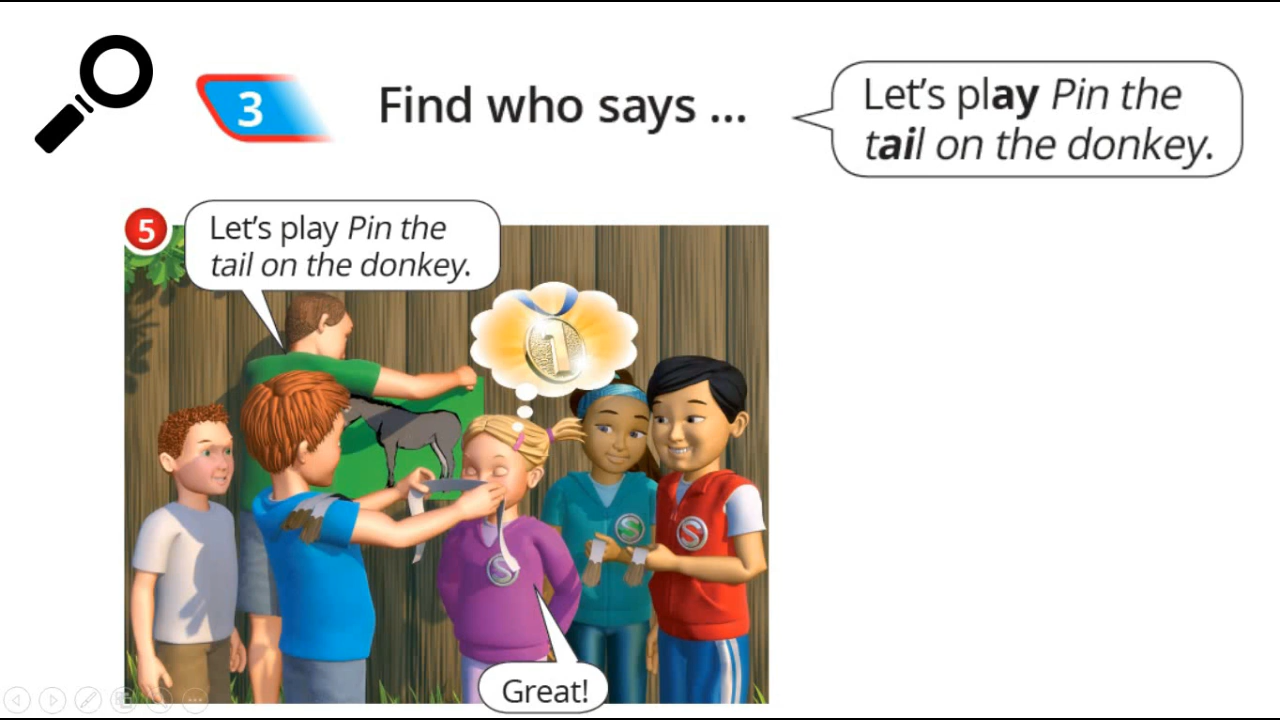 3
Find who says ...
Let's play Pin the
tail on the donkey.
5
Let's play Pin the
tail on the donkey.
1
S
S
S
Great!